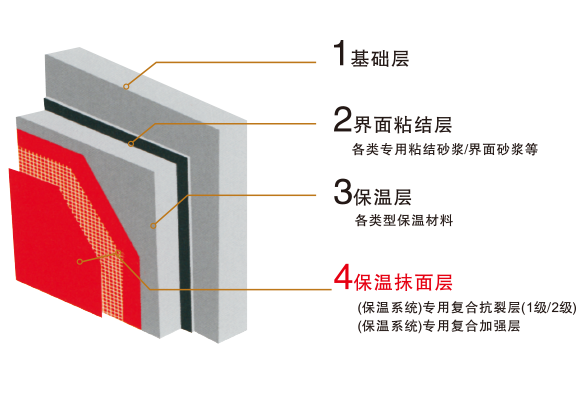 1基础层
2界面粘结层
各类专用粘结砂浆/界面砂浆等
3保温层
各类型保温材料
4保温抹面层
(保温系统)专用复合抗裂层(1级/2级)
(保温系统)专用复合加强层